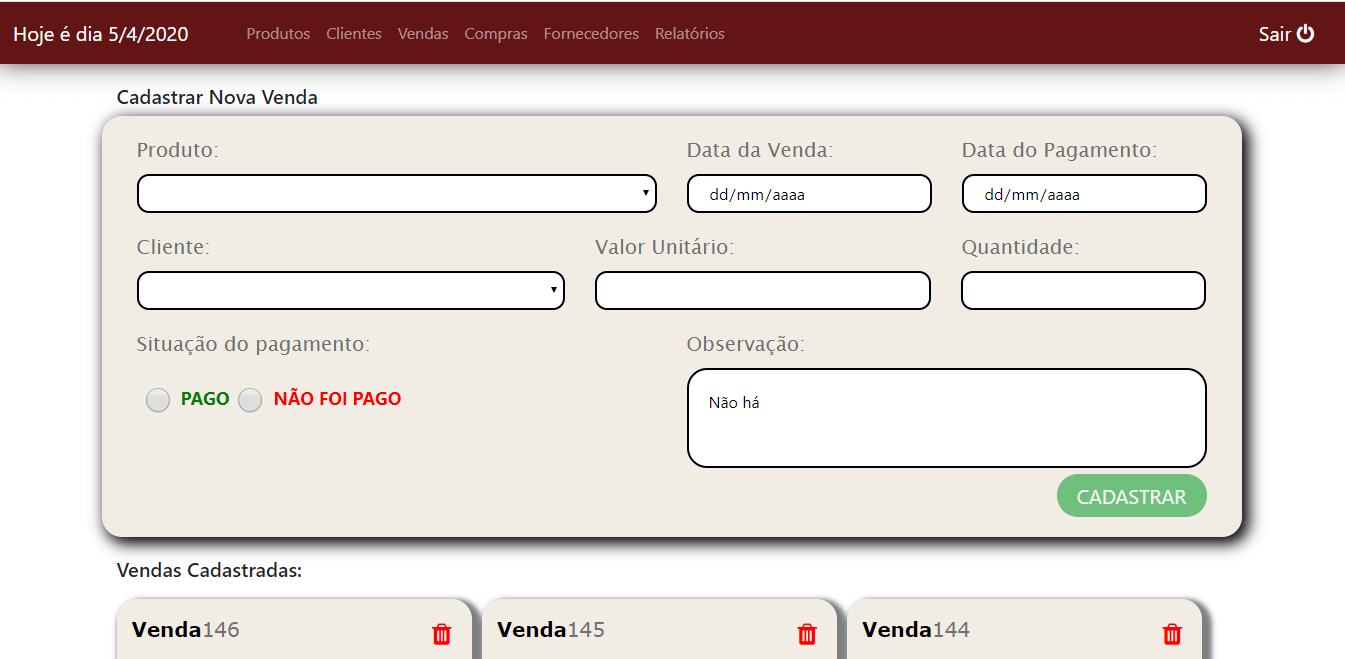 Hoje é dia 5/4/2020 Produtos Clientes Vendas Compras Fornecedores Relatórios Sair
Cadastrar Nova Venda
Produto: Data da Venda: Data do Pagamento:
dd/mm/aaaa dd/mm/aaaa
Cliente: Valor Unitário: Quantidade:
Situação do pagamento: Observação:
PAGO NÃO FOI PAGO Não há
CADASTRAR
Vendas Cadastradas:
Venda146 Venda145 Venda144